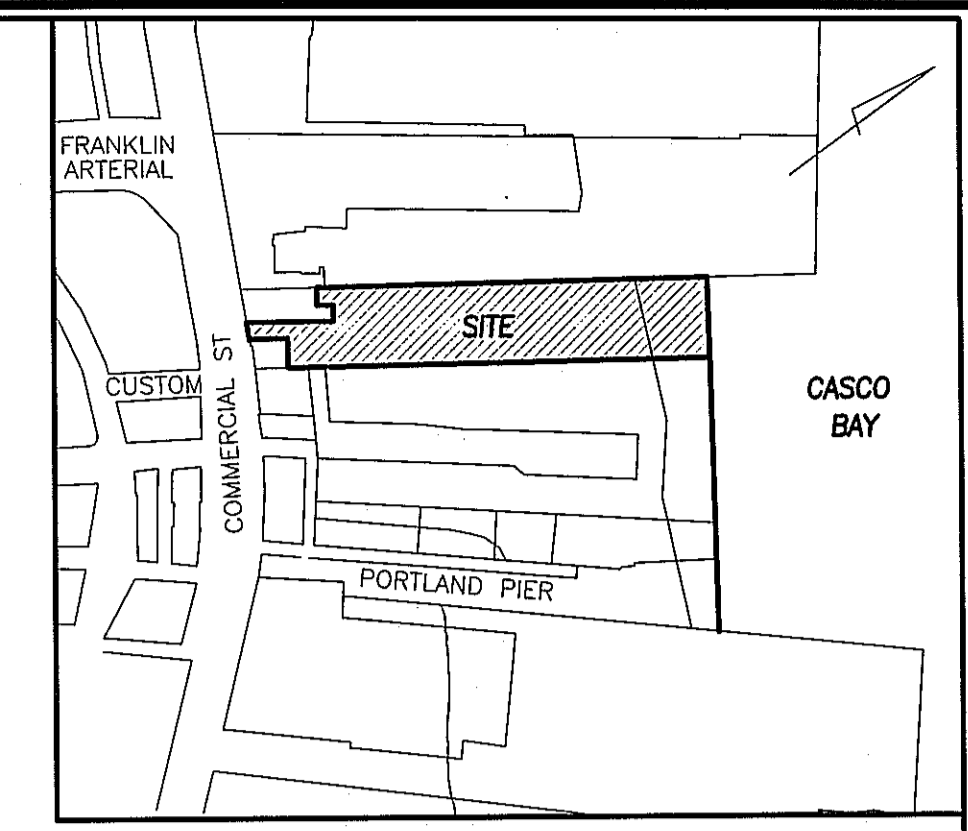 FRANKLIN
ARTERIAL
SITE
CUSTOM
COMMERCIAL ST
CASCO
BAY
PORTLAND PIER